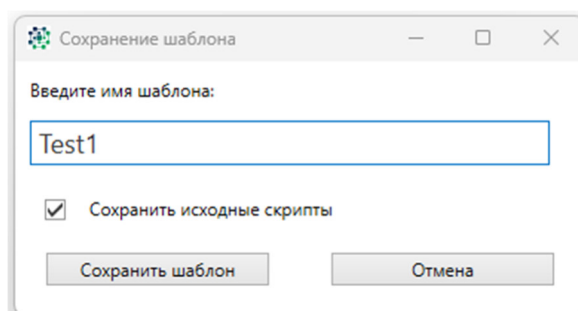 Сохранение шаблона
Введите имя шаблона:
Test1
Сохранить исходные скрипты
Сохранить шаблон Отмена